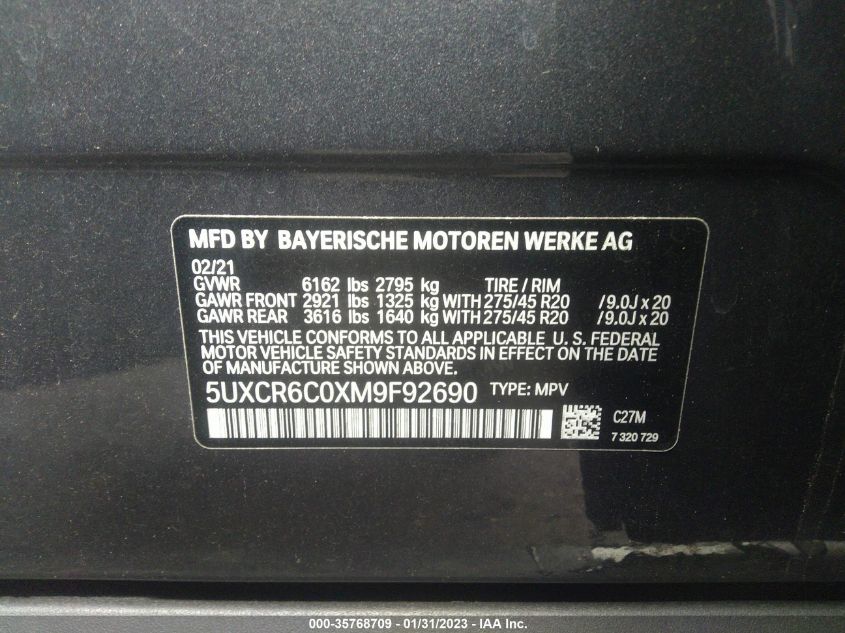 MFD BY BAYERISCHE MOTOREN WERKE AG
02/21
GVWR 6162 lbs 2795 kg TIRE / RIM
GAWR FRONT 2921 lbs 1325 kg WITH 275/45 R20 / 9.0J x 20
GAWR REAR 3616 lbs 1640 kg WITH 275/45 R20 / 9.0J x 20
THIS VEHICLE CONFORMS TO ALL APPLICABLE U. S. FEDERAL
MOTOR VEHICLE SAFETY STANDARDS IN EFFECT ON THE DATE
OF MANUFACTURE SHOWN ABOVE.
5UXCR6C0XM9F92690 TYPE: MPV
C27M
7 320 729
000-35768709 - 01/31/2023 - © IAA Inc.